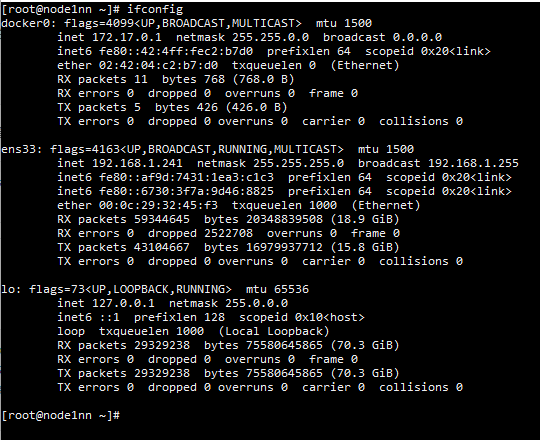 [root@node1nn ~]# ifconfig
docker0: flags=4099<UP,BROADCAST,MULTICAST>  mtu 1500
        inet 172.17.0.1  netmask 255.255.0.0  broadcast 0.0.0.0
        inet6 fe80::42:4ff:fec2:b7d0  prefixlen 64  scopeid 0x20<link>
        ether 02:42:04:c2:b7:d0  txqueuelen 0  (Ethernet)
        RX packets 11  bytes 768 (768.0 B)
        RX errors 0  dropped 0  overruns 0  frame 0
        TX packets 5  bytes 426 (426.0 B)
        TX errors 0  dropped 0 overruns 0  carrier 0  collisions 0

ens33: flags=4163<UP,BROADCAST,RUNNING,MULTICAST>  mtu 1500
        inet 192.168.1.241  netmask 255.255.255.0  broadcast 192.168.1.255
        inet6 fe80::af9d:7431:1ea3:c1c3  prefixlen 64  scopeid 0x20<link>
        inet6 fe80::6730:3f7a:9d46:8825  prefixlen 64  scopeid 0x20<link>
        ether 00:0c:29:32:45:f3  txqueuelen 1000  (Ethernet)
        RX packets 59344645  bytes 20348839508 (18.9 GiB)
        RX errors 0  dropped 2522708  overruns 0  frame 0
        TX packets 43104667  bytes 16979937712 (15.8 GiB)
        TX errors 0  dropped 0 overruns 0  carrier 0  collisions 0

lo: flags=73<UP,LOOPBACK,RUNNING>  mtu 65536
        inet 127.0.0.1  netmask 255.0.0.0
        inet6 ::1  prefixlen 128  scopeid 0x10<host>
        loop  txqueuelen 1000  (Local Loopback)
        RX packets 29329238  bytes 75580645865 (70.3 GiB)
        RX errors 0  dropped 0  overruns 0  frame 0
        TX packets 29329238  bytes 75580645865 (70.3 GiB)
        TX errors 0  dropped 0 overruns 0  carrier 0  collisions 0

[root@node1nn ~]#